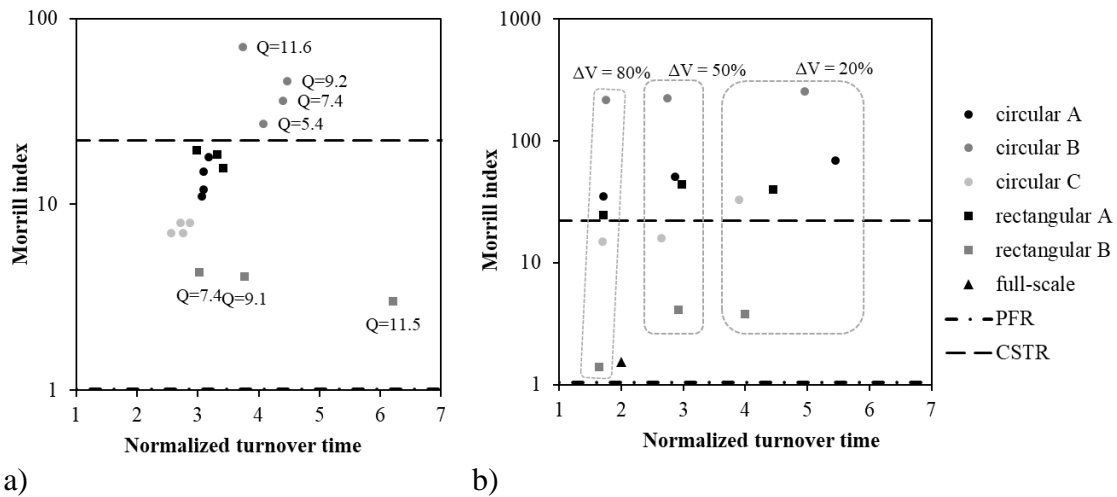 100
10
1
Morrill index
Q=11.6
Q=9.2
Q=7.4
Q=5.4
Q=7.4
Q=9.1
Q=11.5
1 2 3 4 5 6 7
Normalized turnover time
a)
1000
100
10
1
Morrill index
ΔV = 80%
ΔV = 50%
ΔV = 20%
1 2 3 4 5 6 7
Normalized turnover time
b)
circular A
circular B
circular C
rectangular A
rectangular B
full-scale
PFR
CSTR